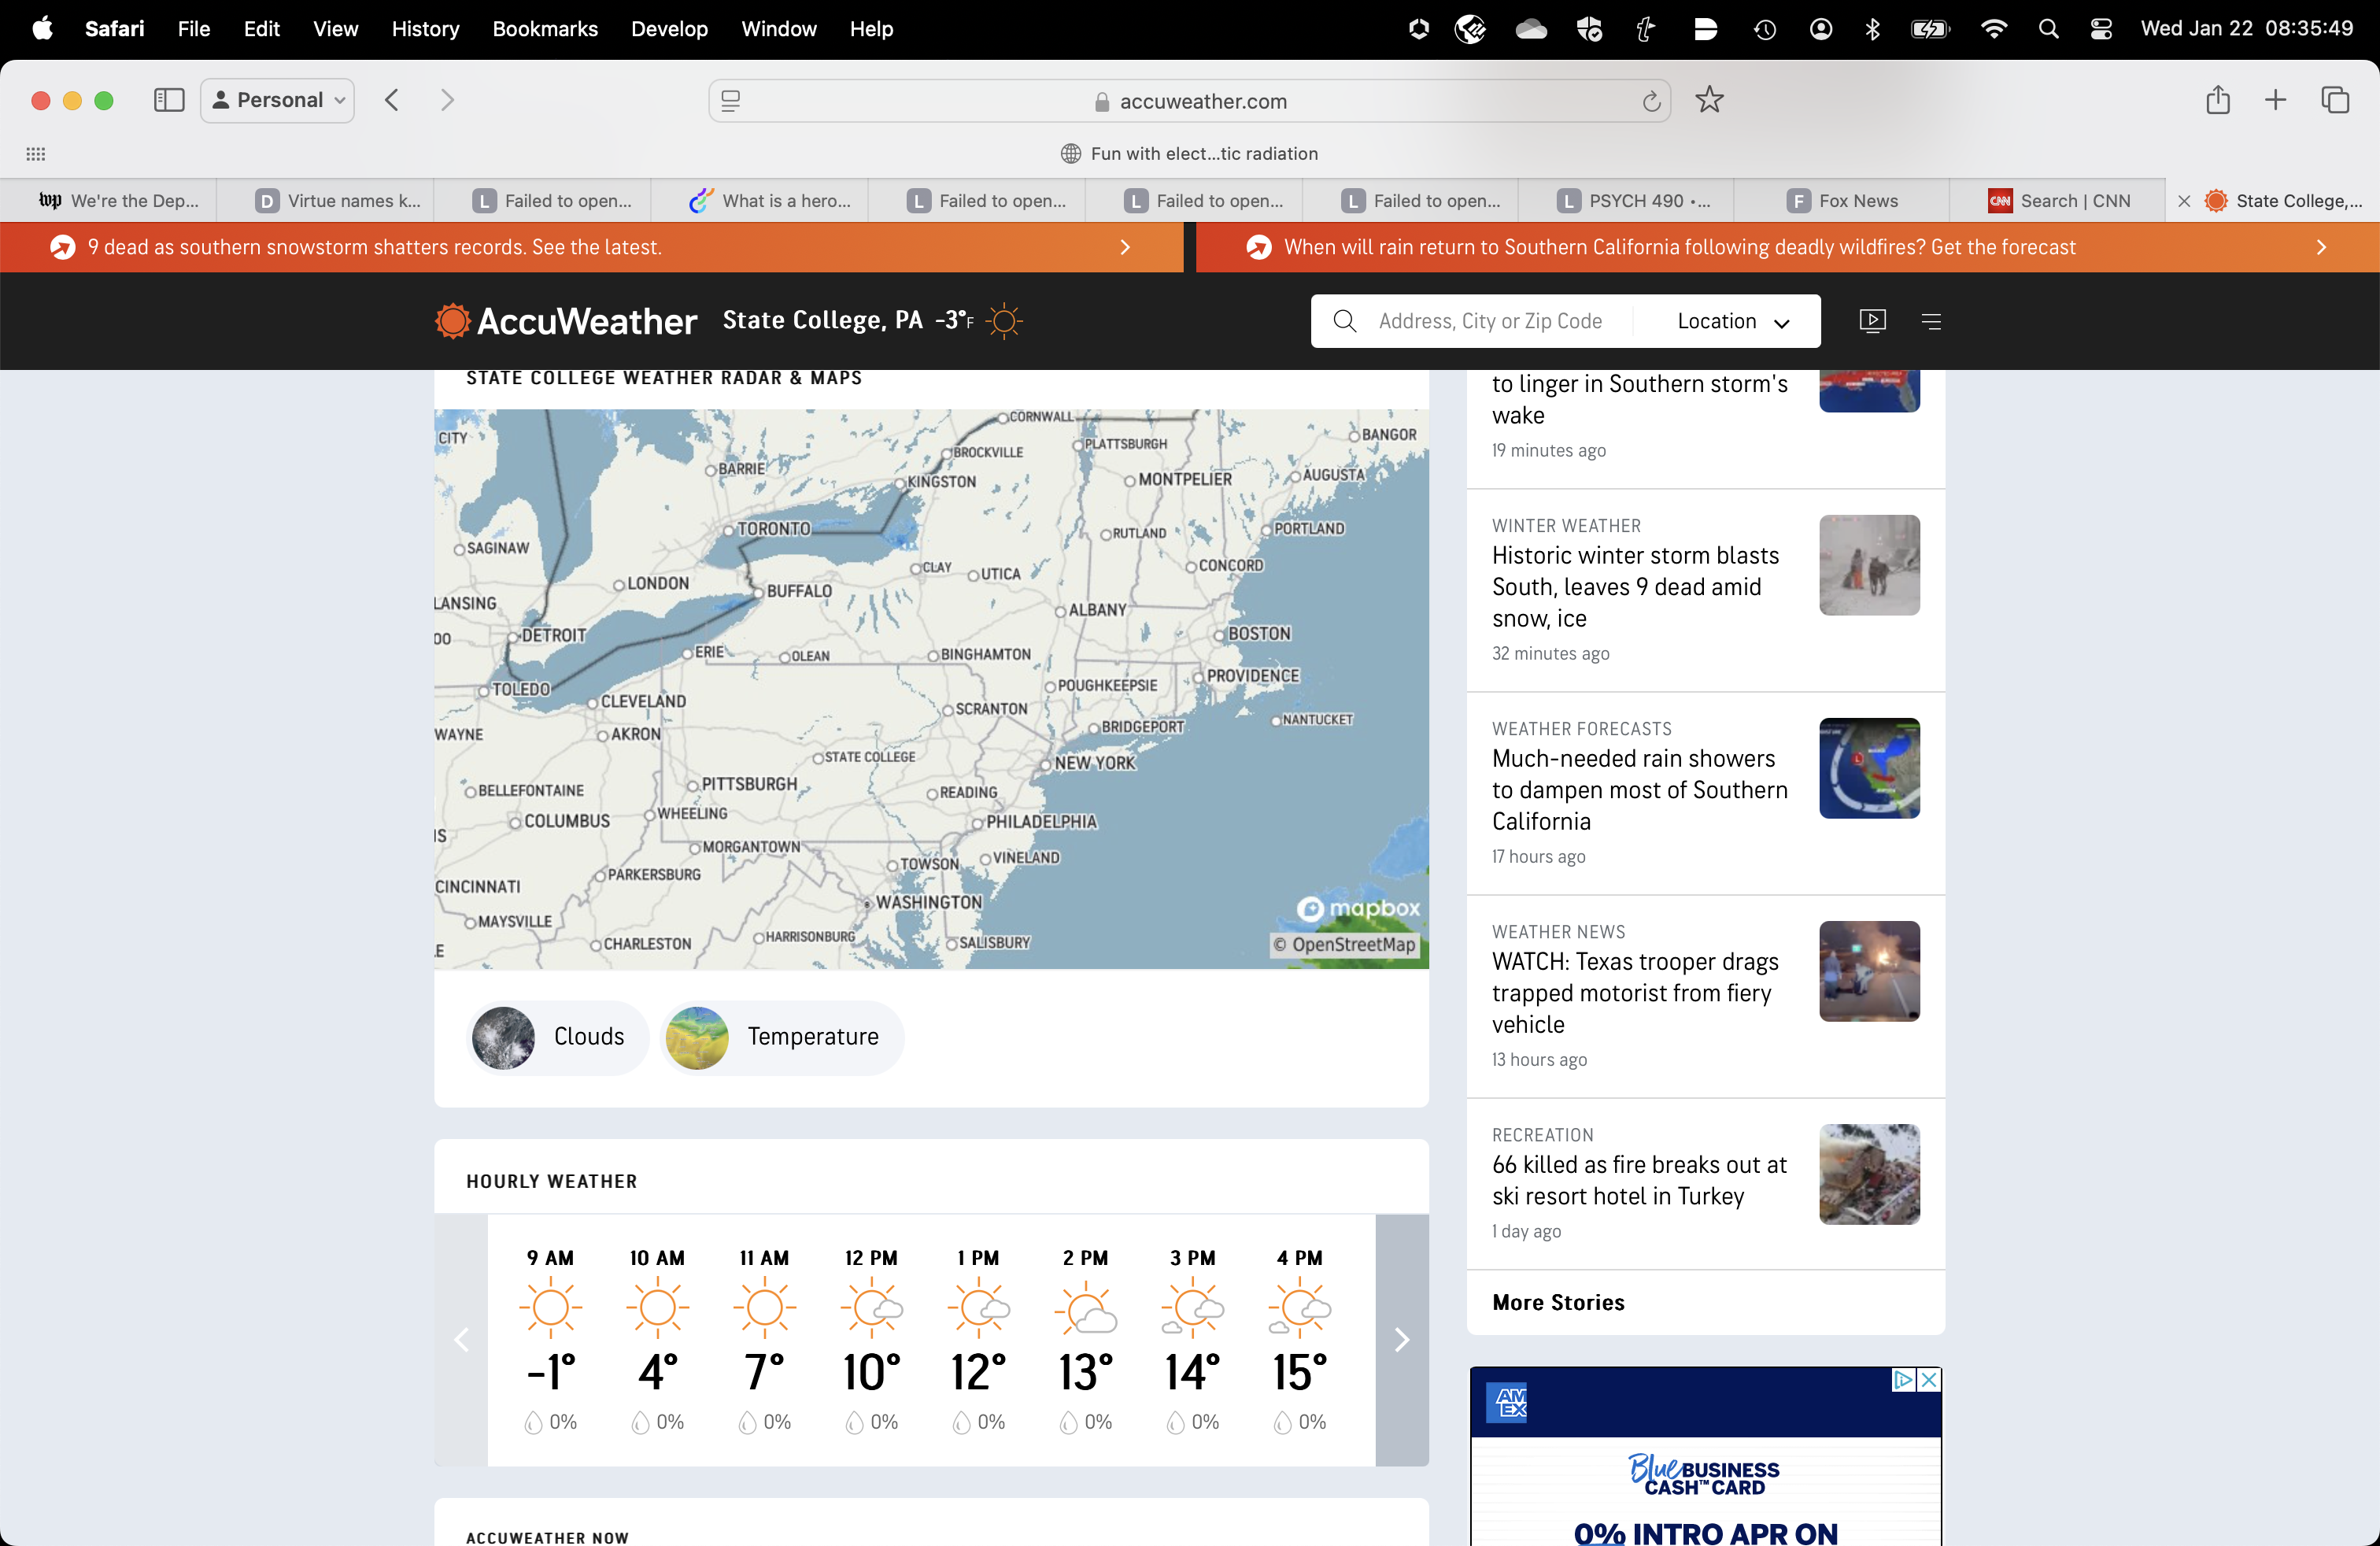 Safari File Edit View History Bookmarks Develop Window Help Wed Jan 22 08:35:49
Personal accuweather.com
Fun with elect...tic radiation
wp We're the Dep... D Virtue names k... L Failed to open... What is a hero... L Failed to open... L Failed to open... L Failed to open... L PSYCH 490 •... F Fox News CNN Search | CNN State College,...
9 dead as southern snowstorm shatters records. See the latest.
When will rain return to Southern California following deadly wildfires? Get the forecast
AccuWeather State College, PA -3°F Address, City or Zip Code Location
STATE COLLEGE WEATHER RADAR & MAPS
CITY
CORNWALL
BROCKVILLE
PLATTSBURGH
BANGOR
BARRIE
KINGSTON
MONTPELIER
AUGUSTA
TORONTO
RUTLAND
PORTLAND
SAGINAW
CLAY
UTICA
CONCORD
LONDON
BUFFALO
LANSING
ALBANY
OO
DETROIT
BOSTON
ERIE
OLEAN
BINGHAMTON
TOLEDO
POUGHKEEPSIE
PROVIDENCE
CLEVELAND
SCRANTON
BRIDGEPORT
NANTUCKET
WAYNE
AKRON
STATE COLLEGE
NEW YORK
BELLEFONTAINE
PITTSBURGH
READING
COLUMBUS
WHEELING
PHILADELPHIA
IS
MORGANTOWN
TOWSON
VINELAND
PARKERSBURG
CINCINNATI
WASHINGTON
MAYSVILLE
CHARLESTON
HARRISONBURG
SALISBURY
E
mapbox
© OpenStreetMap
Clouds Temperature
HOURLY WEATHER
9 AM 10 AM 11 AM 12 PM 1 PM 2 PM 3 PM 4 PM
-1° 4° 7° 10° 12° 13° 14° 15°
0% 0% 0% 0% 0% 0% 0% 0%
ACCUWEATHER NOW
to linger in Southern storm's
wake
19 minutes ago
WINTER WEATHER
Historic winter storm blasts
South, leaves 9 dead amid
snow, ice
32 minutes ago
WEATHER FORECASTS
Much-needed rain showers
to dampen most of Southern
California
17 hours ago
WEATHER NEWS
WATCH: Texas trooper drags
trapped motorist from fiery
vehicle
13 hours ago
RECREATION
66 killed as fire breaks out at
ski resort hotel in Turkey
1 day ago
More Stories
AM
EX
Blue BUSINESS
CASH™ CARD
0% INTRO APR ON